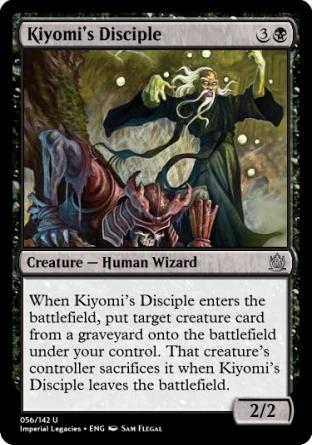 Kiyomi's Disciple 3
Creature — Human Wizard
When Kiyomi's Disciple enters the
battlefield, put target creature card
from a graveyard onto the battlefield
under your control. That creature's
controller sacrifices it when Kiyomi's
Disciple leaves the battlefield.
2/2
056/142 U
Imperial Legacies • ENG Sam Flegal